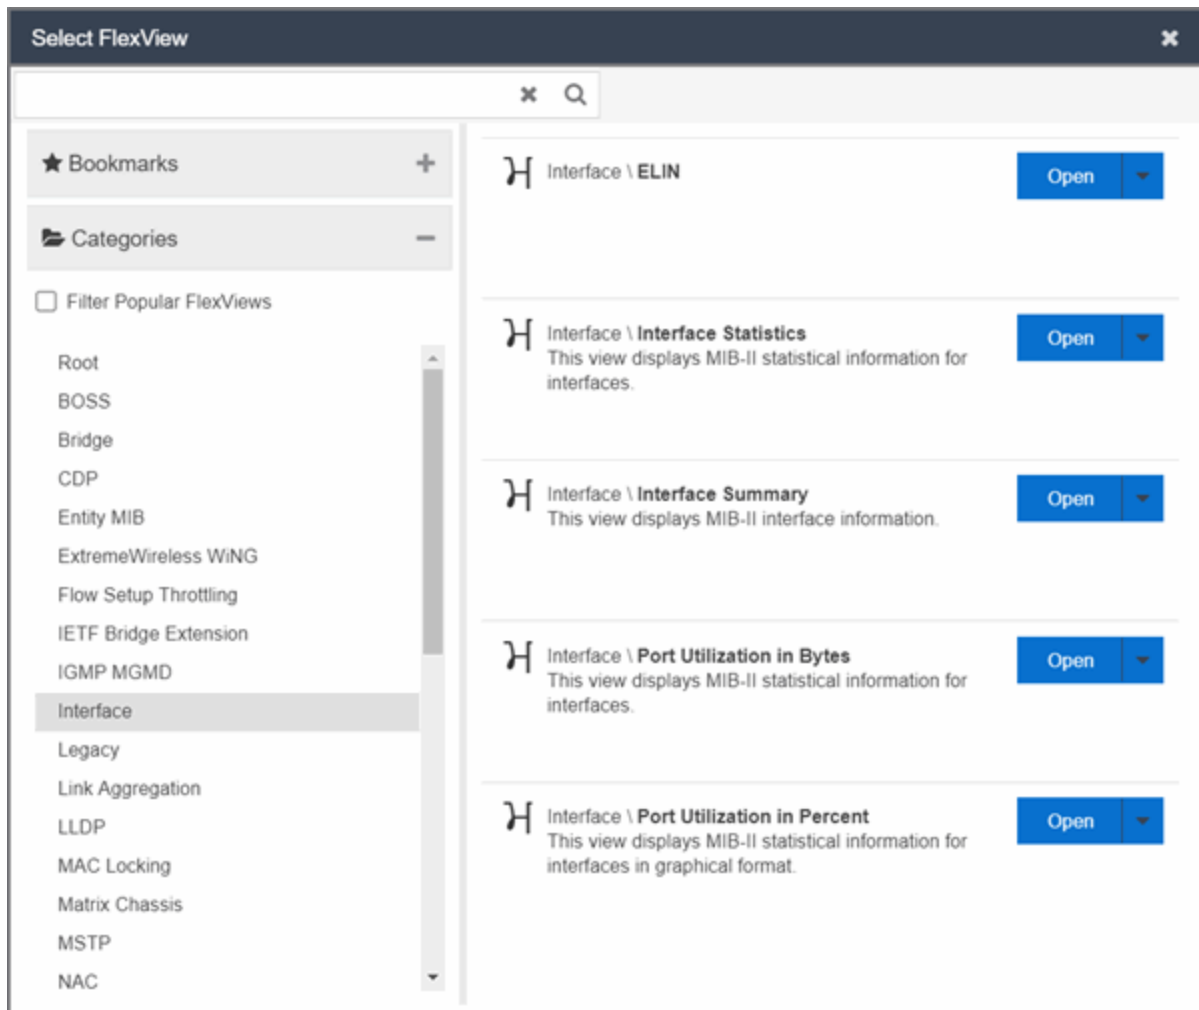 Select FlexView
Bookmarks
Categories
Filter Popular FlexViews
Root
BOSS
Bridge
CDP
Entity MIB
ExtremeWireless WiNG
Flow Setup Throttling
IETF Bridge Extension
IGMP MGMD
Interface
Legacy
Link Aggregation
LLDP
MAC Locking
Matrix Chassis
MSTP
NAC
Interface \ ELIN
Open
Interface \ Interface Statistics
This view displays MIB-II statistical information for
interfaces.
Open
Interface \ Interface Summary
This view displays MIB-II interface information.
Open
Interface \ Port Utilization in Bytes
This view displays MIB-II statistical information for
interfaces.
Open
Interface \ Port Utilization in Percent
This view displays MIB-II statistical information for
interfaces in graphical format.
Open